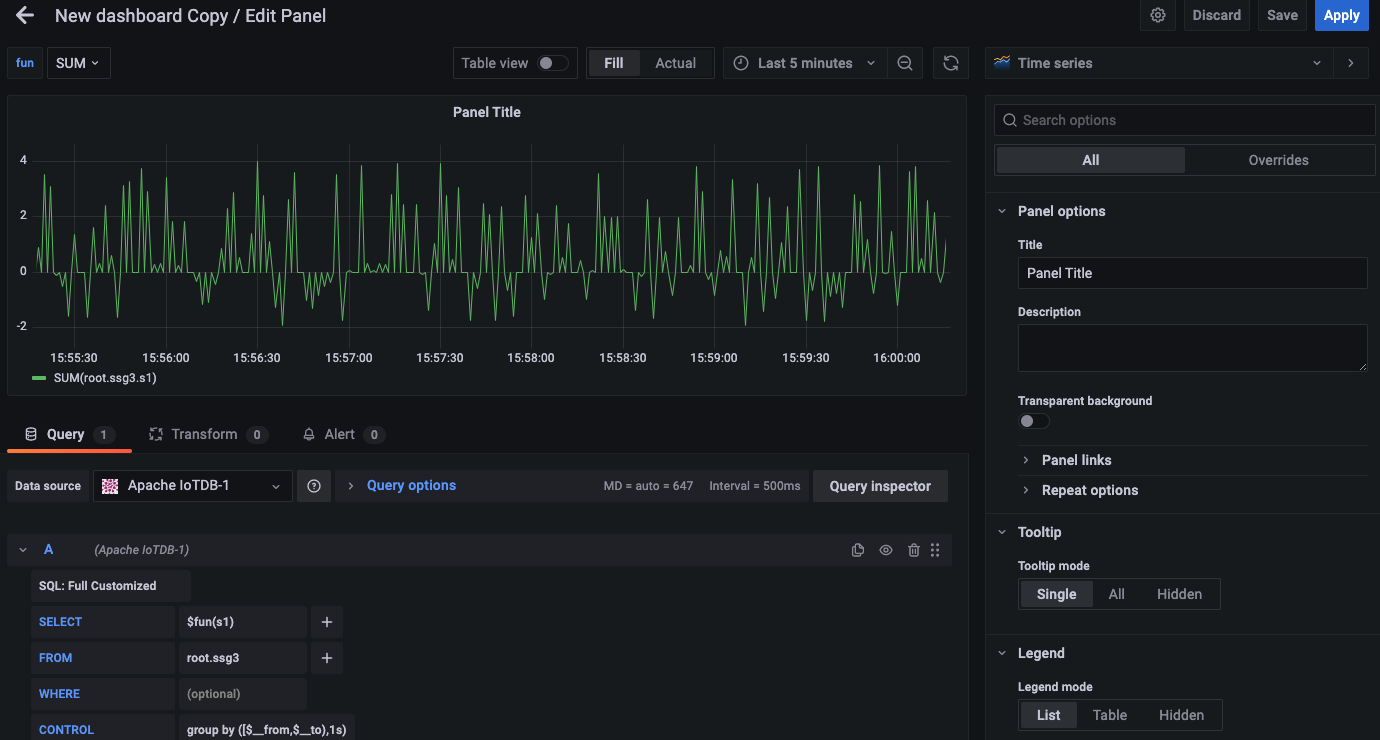 New dashboard Copy / Edit Panel
Discard
Save
Apply
fun
SUM
Table view
Fill
Actual
Last 5 minutes
Time series
Panel Title
4
2
0
-2
15:55:30
15:56:00
15:56:30
15:57:00
15:57:30
15:58:00
15:58:30
15:59:00
15:59:30
16:00:00
SUM(root.ssg3.s1)
Search options
All
Overrides
Panel options
Title
Panel Title
Description
Transparent background
Panel links
Repeat options
Tooltip
Tooltip mode
Single
All
Hidden
Legend
Legend mode
List
Table
Hidden
Query 1
Transform 0
Alert 0
Data source
Apache IoTDB-1
Query options
MD = auto = 647
Interval = 500ms
Query inspector
A
(Apache IoTDB-1)
SQL: Full Customized
SELECT
$fun(s1)
+
FROM
root.ssg3
+
WHERE
(optional)
CONTROL
group by ([$__from,$__to),1s)